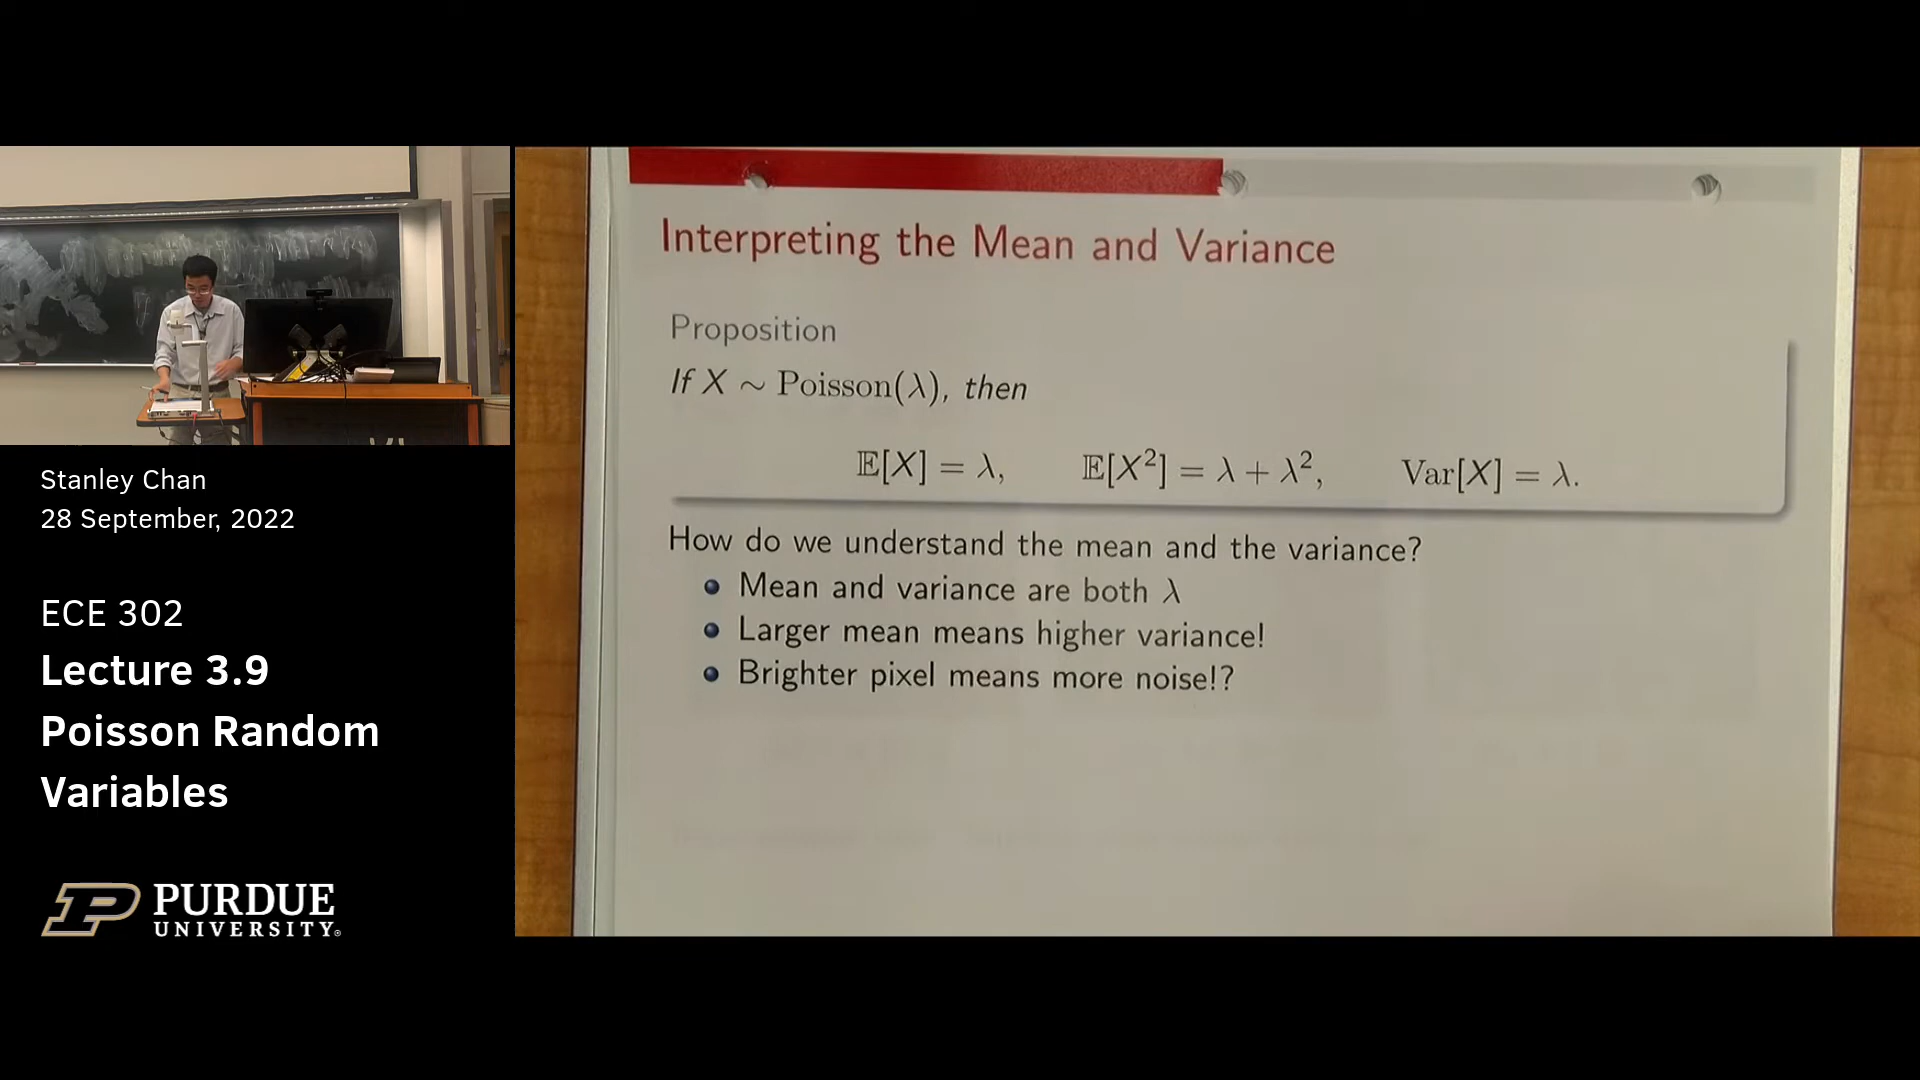 Stanley Chan
28 September, 2022
ECE 302
Lecture 3.9
Poisson Random
Variables
PURDUE
UNIVERSITY®
Interpreting the Mean and Variance
Proposition
If X ∼ Poisson(λ), then
𝔼[X] = λ, 𝔼[X²] = λ + λ², Var[X] = λ.
How do we understand the mean and the variance?
Mean and variance are both λ
Larger mean means higher variance!
Brighter pixel means more noise!?